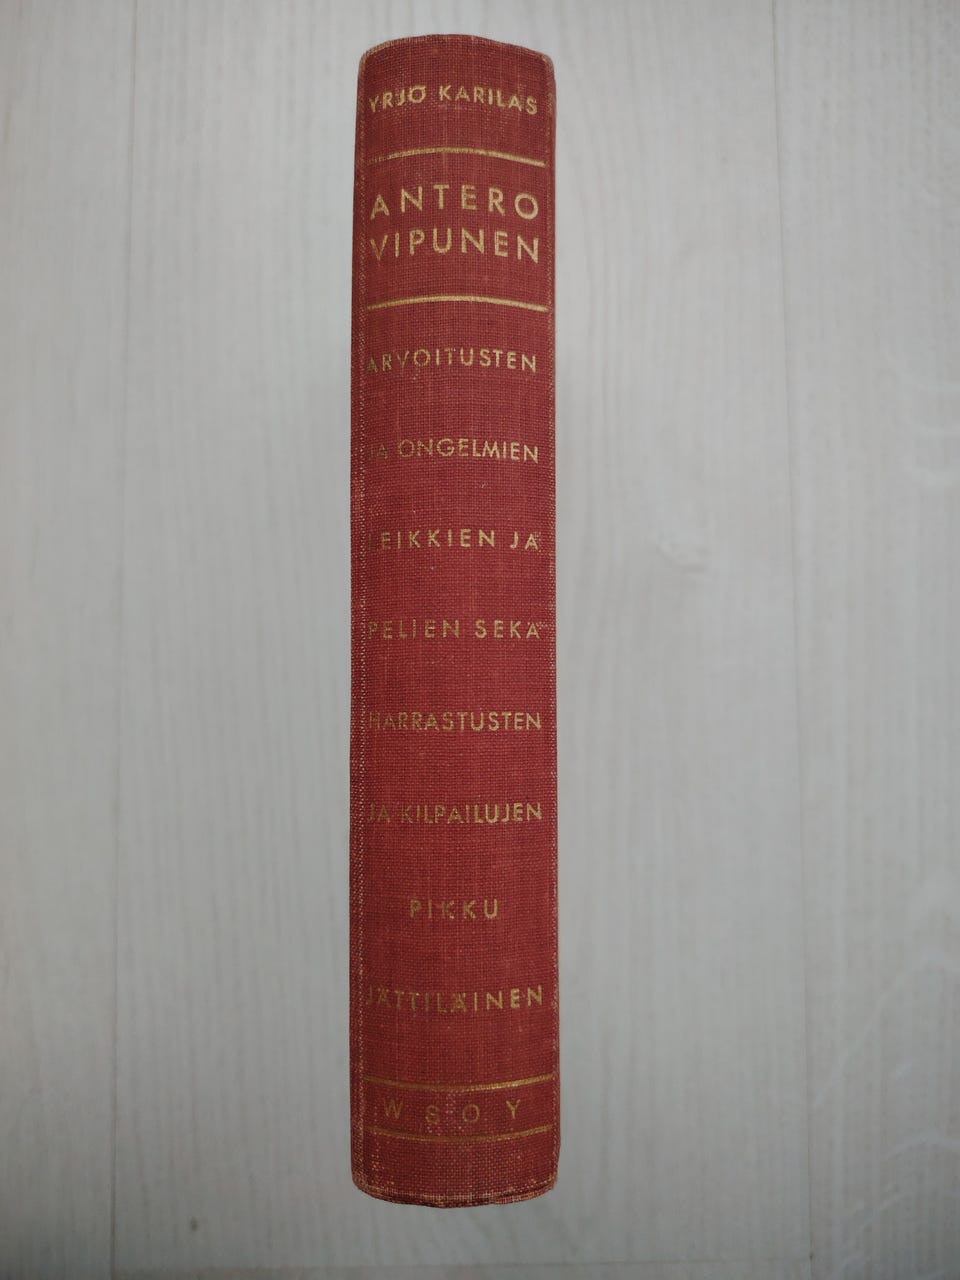 YRJÖ KARILAS
ANTERO
VIPUNEN
ARVOITUSTEN
JA ONGELMIEN
LEIKKIEN JA
PELIEN SEKÄ
HARRASTUSTEN
JA KILPAILUJEN
PIKKU
JÄTTILÄINEN
WSOY